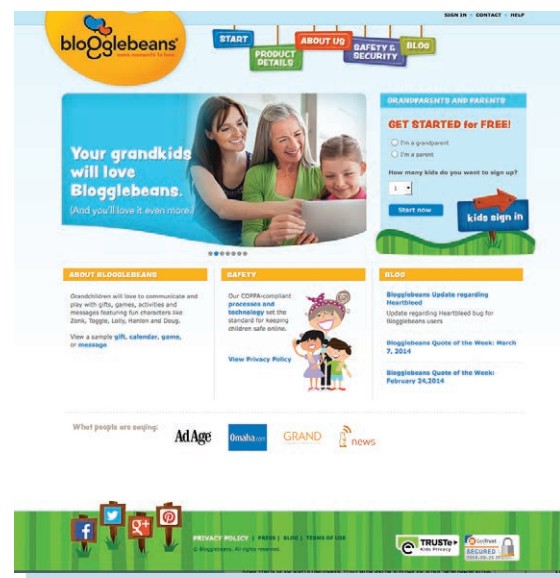 SIGN IN CONTACT HELP
blogglebeans
START
PRODUCT
DETAILS
ABOUT US
SAFETY &
SECURITY
BLOG
Your grandkids
will love
Blogglebeans.
(And you'll love it even more.)
GRANDPARENTS AND PARENTS
GET STARTED for FREE!
I'm a grandparent
I'm a parent
How many kids do you want to sign up?
1
Start now
kids sign in
ABOUT BLOGGLEBEANS
Grandchildren will love to communicate and
play with gifts, games, activities and
messages featuring fun characters like
Zonk, Toggle, Lolly, Hanlen and Doug.
View a sample gift, calendar, game,
or message
SAFETY
Our COPPA-compliant
processes and
technology set the
standard for keeping
children safe online.
View Privacy Policy
BLOG
Blogglebeans Update regarding
Heartbleed
Update regarding Heartbleed bug for
Blogglebeans users
Blogglebeans Quote of the Week: March
7, 2014
Blogglebeans Quote of the Week:
February 24,2014
What people are saying:
AdAge
Omaha.com
GRAND
news
PRIVACY POLICY | PRESS | BLOG | TERMS OF USE
© Blogglebeans. All rights reserved.
TRUSTe
Kids Privacy
GeoTrust
SECURED